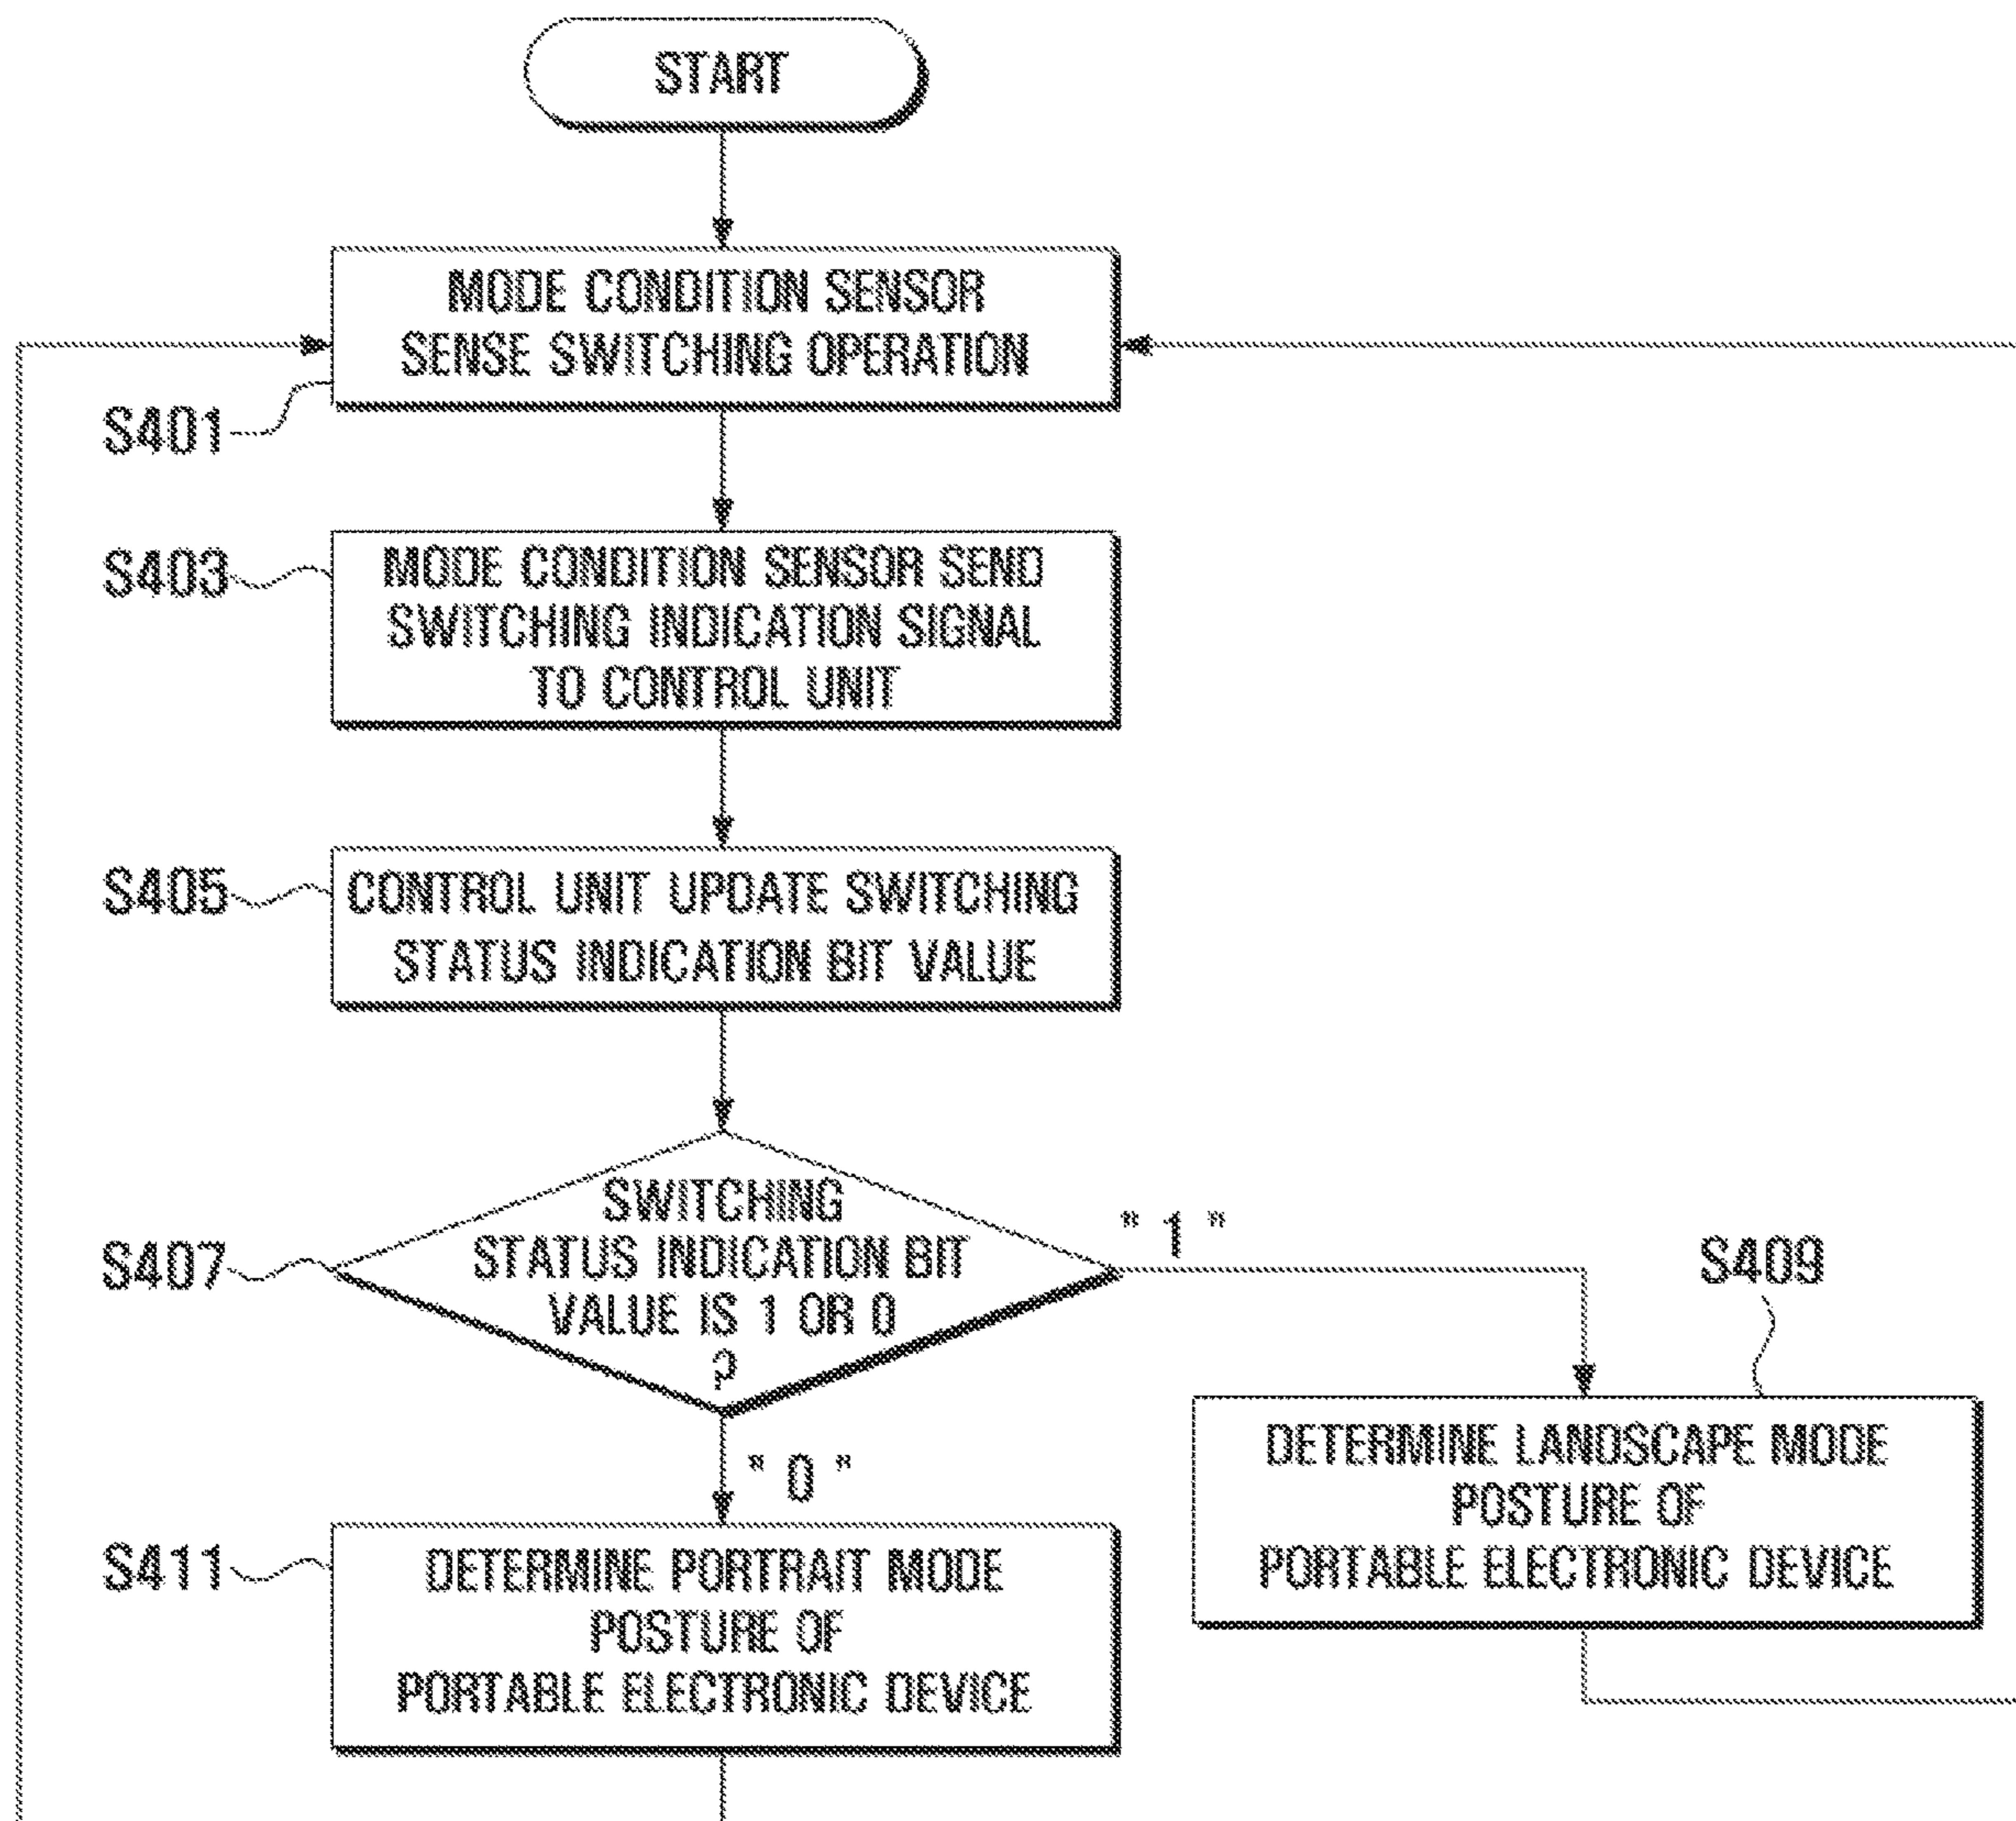 START
MODE CONDITION SENSOR
SENSE SWITCHING OPERATION
S401
S403
MODE CONDITION SENSOR SEND
SWITCHING INDICATION SIGNAL
TO CONTROL UNIT
S405
CONTROL UNIT UPDATE SWITCHING
STATUS INDICATION BIT VALUE
S407
SWITCHING
STATUS INDICATION BIT
VALUE IS 1 OR 0
?
" 1 "
S409
DETERMINE LANDSCAPE MODE
POSTURE OF
PORTABLE ELECTRONIC DEVICE
" 0 "
S411
DETERMINE PORTRAIT MODE
POSTURE OF
PORTABLE ELECTRONIC DEVICE